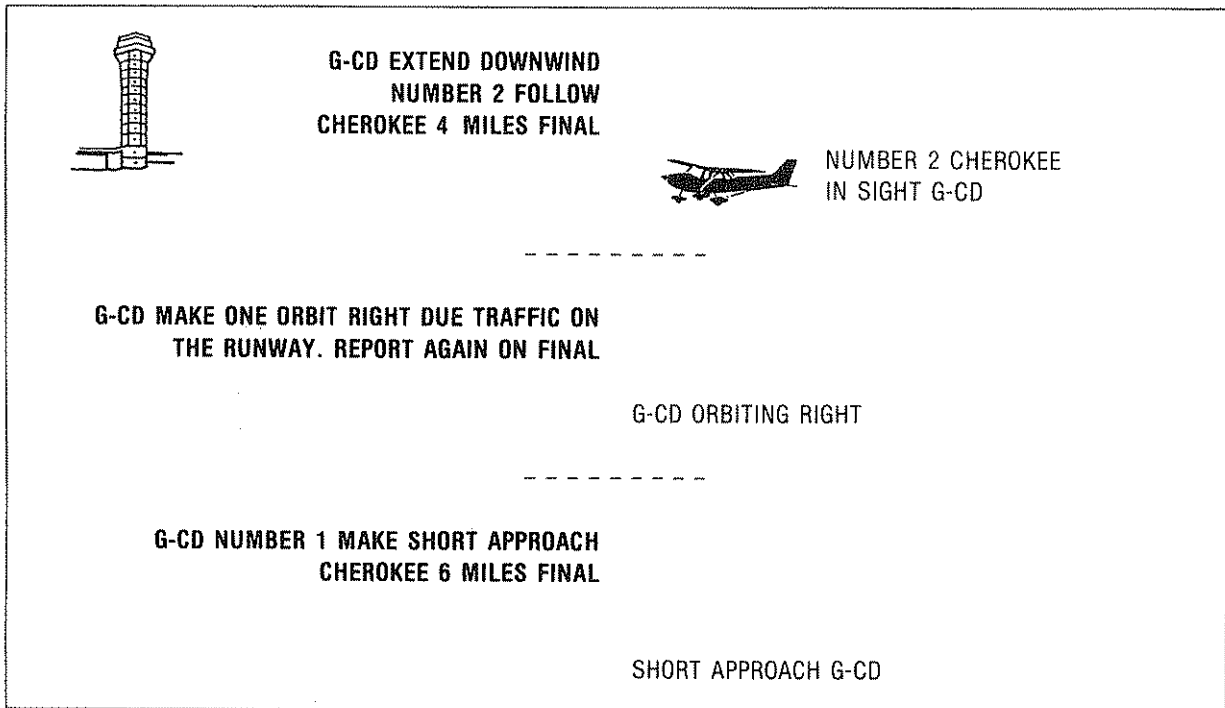 G-CD EXTEND DOWNWIND
NUMBER 2 FOLLOW
CHEROKEE 4 MILES FINAL
NUMBER 2 CHEROKEE
IN SIGHT G-CD
G-CD MAKE ONE ORBIT RIGHT DUE TRAFFIC ON
THE RUNWAY. REPORT AGAIN ON FINAL
G-CD ORBITING RIGHT
G-CD NUMBER 1 MAKE SHORT APPROACH
CHEROKEE 6 MILES FINAL
SHORT APPROACH G-CD